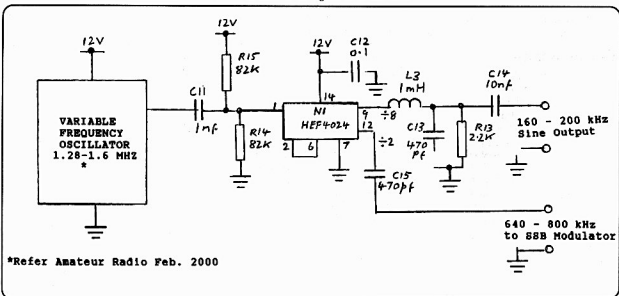 12V
12V
12V
C12
0.1
R15
82K
C11
1nf
L3
1mH
C14
10nf
VARIABLE
FREQUENCY
OSCILLATOR
1.28-1.6 MHZ
*
1
14
N1
HEF4024
9
÷8
12
÷2
2
6
7
R14
82K
C13
470
Pf
R13
2.2K
160 - 200 kHz
Sine Output
C15
470pf
640 - 800 kHz
to SSB Modulator
*Refer Amateur Radio Feb. 2000